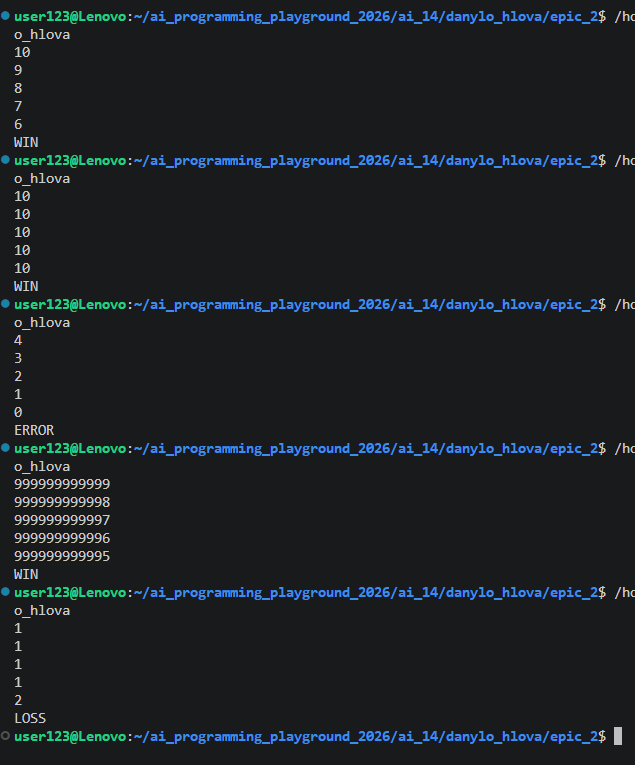 user123@Lenovo:~/ai_programming_playground_2026/ai_14/danylo_hlova/epic_2$ /ho
o_hlova
10
9
8
7
6
WIN
user123@Lenovo:~/ai_programming_playground_2026/ai_14/danylo_hlova/epic_2$ /ho
o_hlova
10
10
10
10
10
WIN
user123@Lenovo:~/ai_programming_playground_2026/ai_14/danylo_hlova/epic_2$ /ho
o_hlova
4
3
2
1
0
ERROR
user123@Lenovo:~/ai_programming_playground_2026/ai_14/danylo_hlova/epic_2$ /ho
o_hlova
999999999999
999999999998
999999999997
999999999996
999999999995
WIN
user123@Lenovo:~/ai_programming_playground_2026/ai_14/danylo_hlova/epic_2$ /ho
o_hlova
1
1
1
1
2
LOSS
user123@Lenovo:~/ai_programming_playground_2026/ai_14/danylo_hlova/epic_2$